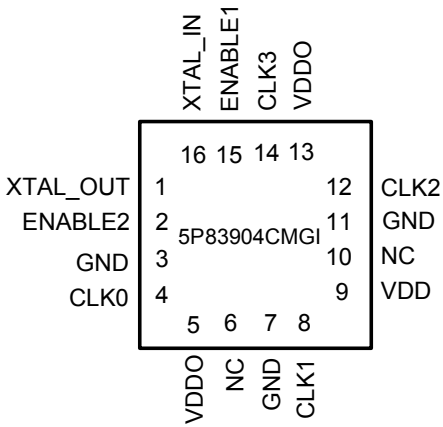 XTAL_IN
ENABLE1
CLK3
VDDO
16 15 14 13
XTAL_OUT 1
12 CLK2
ENABLE2 2
11 GND
5P83904CMGI
GND 3
10 NC
CLK0 4
9 VDD
5 6 7 8
VDDO
NC
GND
CLK1